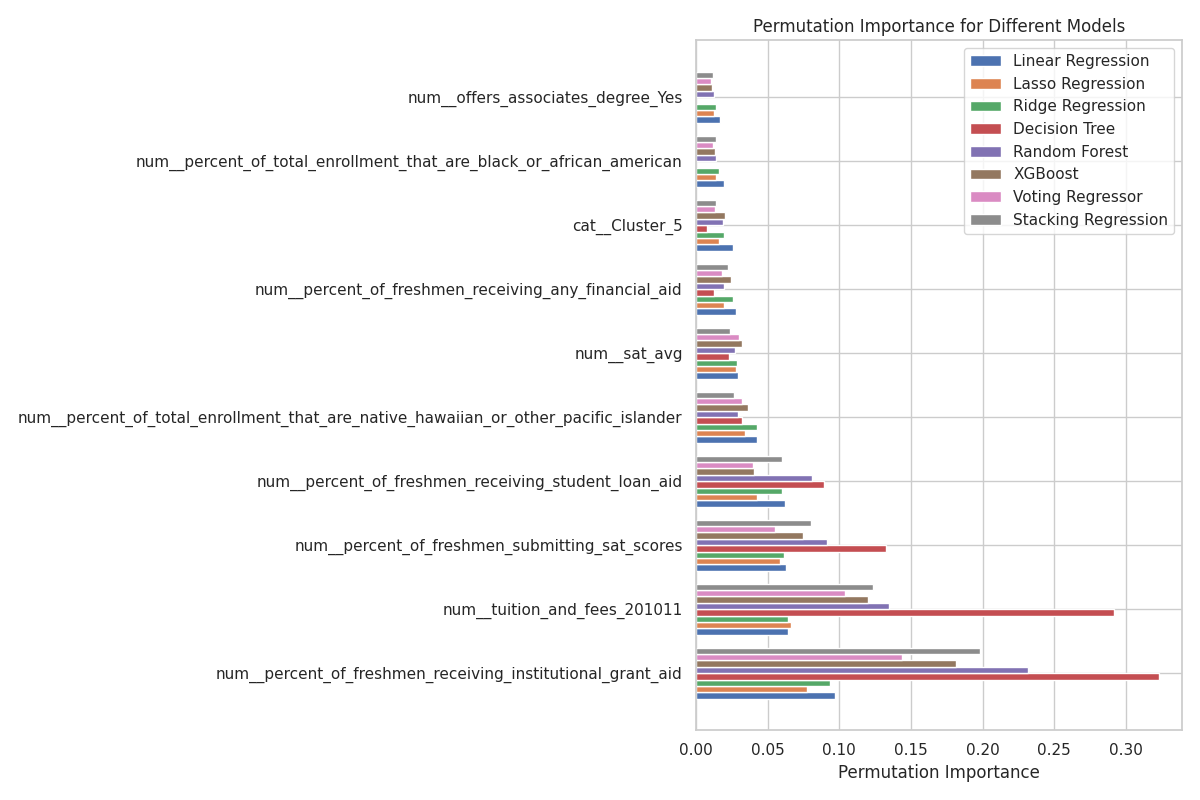 Permutation Importance for Different Models
Linear Regression
Lasso Regression
Ridge Regression
Decision Tree
Random Forest
XGBoost
Voting Regressor
Stacking Regression
num__offers_associates_degree_Yes
num__percent_of_total_enrollment_that_are_black_or_african_american
cat__Cluster_5
num__percent_of_freshmen_receiving_any_financial_aid
num__sat_avg
num__percent_of_total_enrollment_that_are_native_hawaiian_or_other_pacific_islander
num__percent_of_freshmen_receiving_student_loan_aid
num__percent_of_freshmen_submitting_sat_scores
num__tuition_and_fees_201011
num__percent_of_freshmen_receiving_institutional_grant_aid
0.00 0.05 0.10 0.15 0.20 0.25 0.30
Permutation Importance